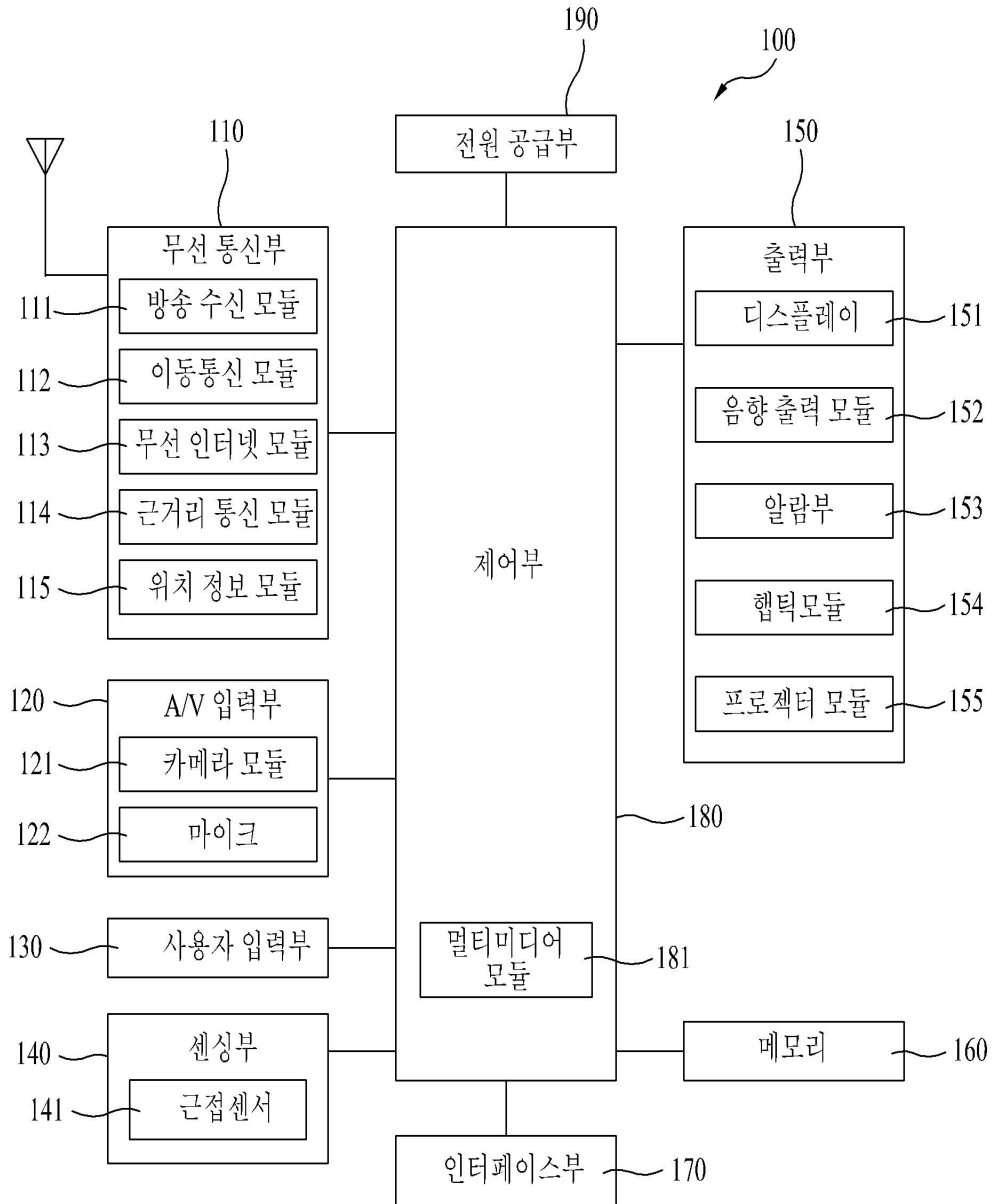 190
100
전원 공급부
110
150
무선 통신부
111
방송 수신 모듈
112
이동통신 모듈
113
무선 인터넷 모듈
114
근거리 통신 모듈
115
위치 정보 모듈
출력부
디스플레이
151
음향 출력 모듈
152
알람부
153
햅틱모듈
154
프로젝터 모듈
155
제어부
180
멀티미디어
모듈
181
120
A/V 입력부
121
카메라 모듈
122
마이크
130
사용자 입력부
140
센싱부
141
근접센서
메모리
160
인터페이스부
170